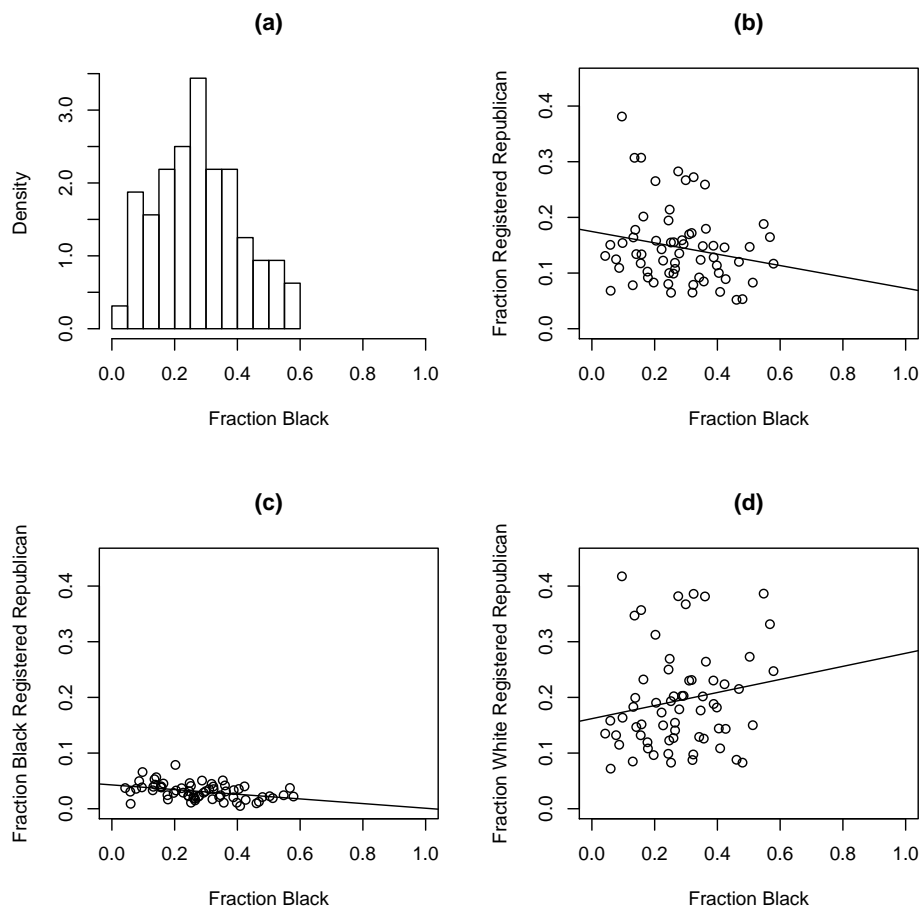 (a)
Density
0.0 1.0 2.0 3.0
0.0 0.2 0.4 0.6 0.8 1.0
Fraction Black
(b)
Fraction Registered Republican
0.0 0.1 0.2 0.3 0.4
0.0 0.2 0.4 0.6 0.8 1.0
Fraction Black
(c)
Fraction Black Registered Republican
0.0 0.1 0.2 0.3 0.4
0.0 0.2 0.4 0.6 0.8 1.0
Fraction Black
(d)
Fraction White Registered Republican
0.0 0.1 0.2 0.3 0.4
0.0 0.2 0.4 0.6 0.8 1.0
Fraction Black